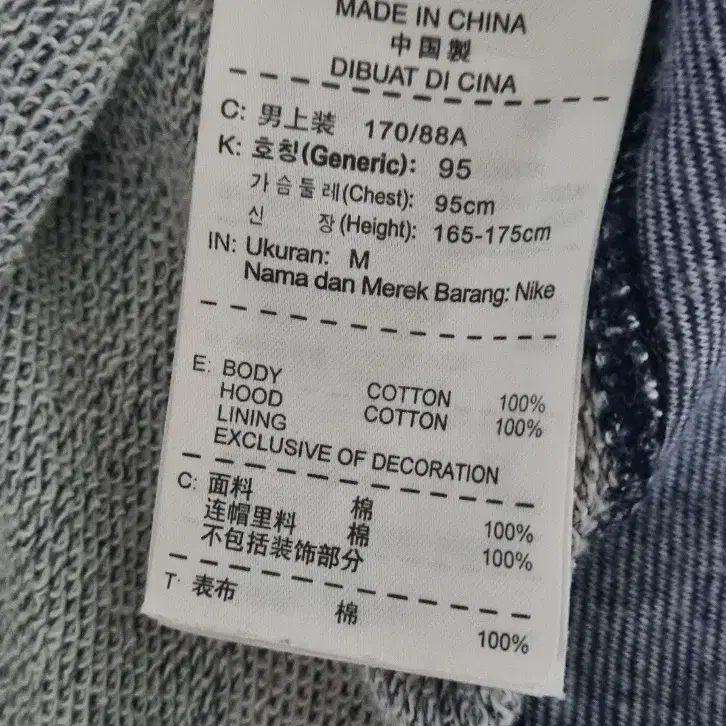 MADE IN CHINA
中国製
DIBUAT DI CINA
C: 男上装 170/88A
K: 호칭(Generic): 95
가슴둘레(Chest): 95cm
신 장(Height): 165-175cm
IN: Ukuran: M
Nama dan Merek Barang: Nike
E: BODY COTTON 100%
HOOD
LINING COTTON 100%
EXCLUSIVE OF DECORATION
C: 面料 棉 100%
连帽里料 棉 100%
不包括装饰部分
T: 表布 棉 100%